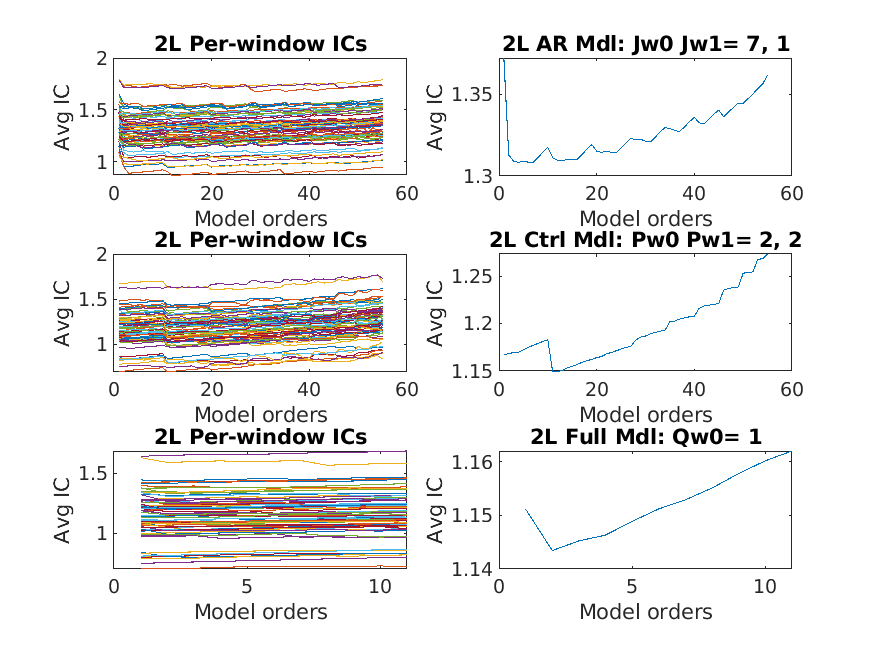 2L Per-window ICs
Avg IC
2
1.5
1
0
20
40
60
Model orders
2L AR Mdl: Jw0 Jw1= 7, 1
Avg IC
1.35
1.3
0
20
40
60
Model orders
2L Per-window ICs
Avg IC
2
1.5
1
0
20
40
60
Model orders
2L Ctrl Mdl: Pw0 Pw1= 2, 2
Avg IC
1.25
1.2
1.15
0
20
40
60
Model orders
2L Per-window ICs
Avg IC
1.5
1
0
5
10
Model orders
2L Full Mdl: Qw0= 1
Avg IC
1.16
1.15
1.14
0
5
10
Model orders